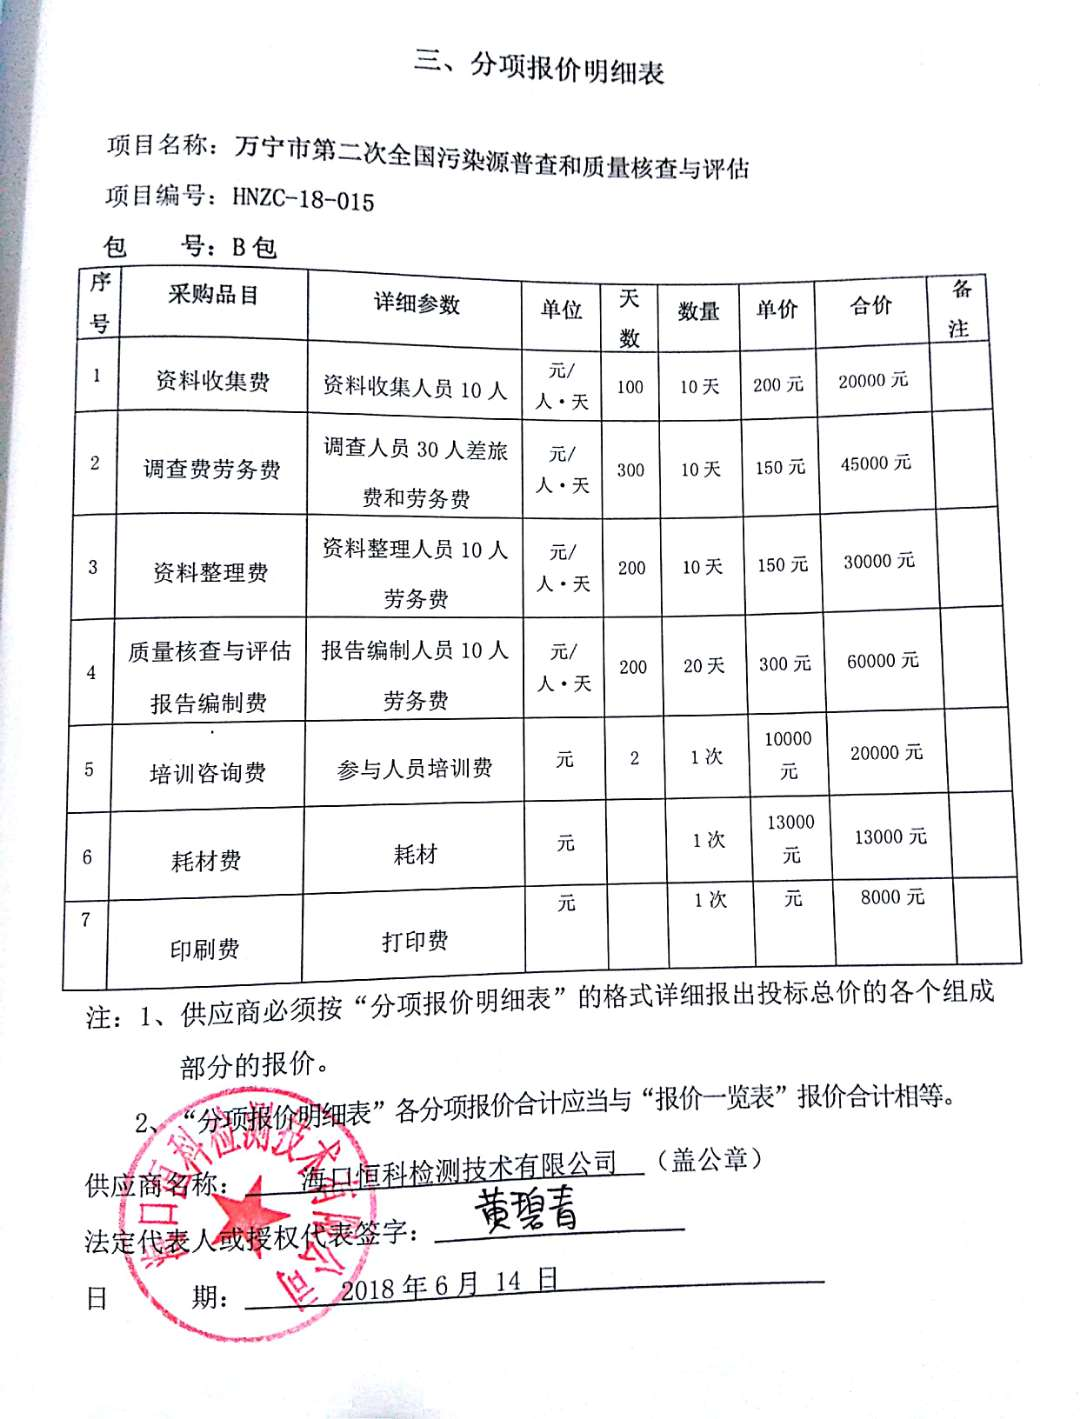 三、分项报价明细表
项目名称：万宁市第二次全国污染源普查和质量核查与评估
项目编号：HNZC-18-015
包 号：B包
序号 采购品目 详细参数 单位 天数 数量 单价 合价 备注
1 资料收集费 资料收集人员10人 元/人·天 100 10天 200元 20000元
2 调查费劳务费 调查人员30人差旅费和劳务费 元/人·天 300 10天 150元 45000元
3 资料整理费 资料整理人员10人劳务费 元/人·天 200 10天 150元 30000元
4 质量核查与评估报告编制费 报告编制人员10人劳务费 元/人·天 200 20天 300元 60000元
5 培训咨询费 参与人员培训费 元 2 1次 10000元 20000元
6 耗材费 耗材 元 1次 13000元 13000元
7 印刷费 打印费 元 1次 元 8000元
注：1、供应商必须按“分项报价明细表”的格式详细报出投标总价的各个组成
部分的报价。
2、“分项报价明细表”各分项报价合计应当与“报价一览表”报价合计相等。
供应商名称：海口恒科检测技术有限公司（盖公章）
法定代表人或授权代表签字：黄碧青
日 期：2018年6月14日
海口恒科检测技术有限公司